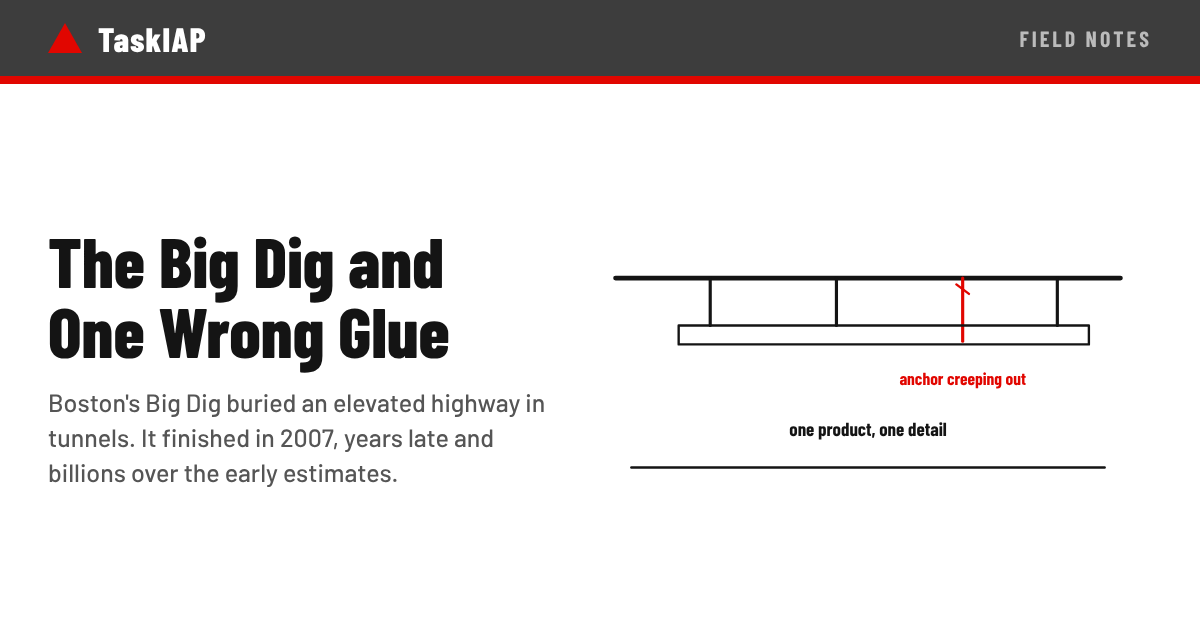 TaskIAP
FIELD NOTES
The Big Dig and
One Wrong Glue
Boston's Big Dig buried an elevated highway in
tunnels. It finished in 2007, years late and
billions over the early estimates.
anchor creeping out
one product, one detail